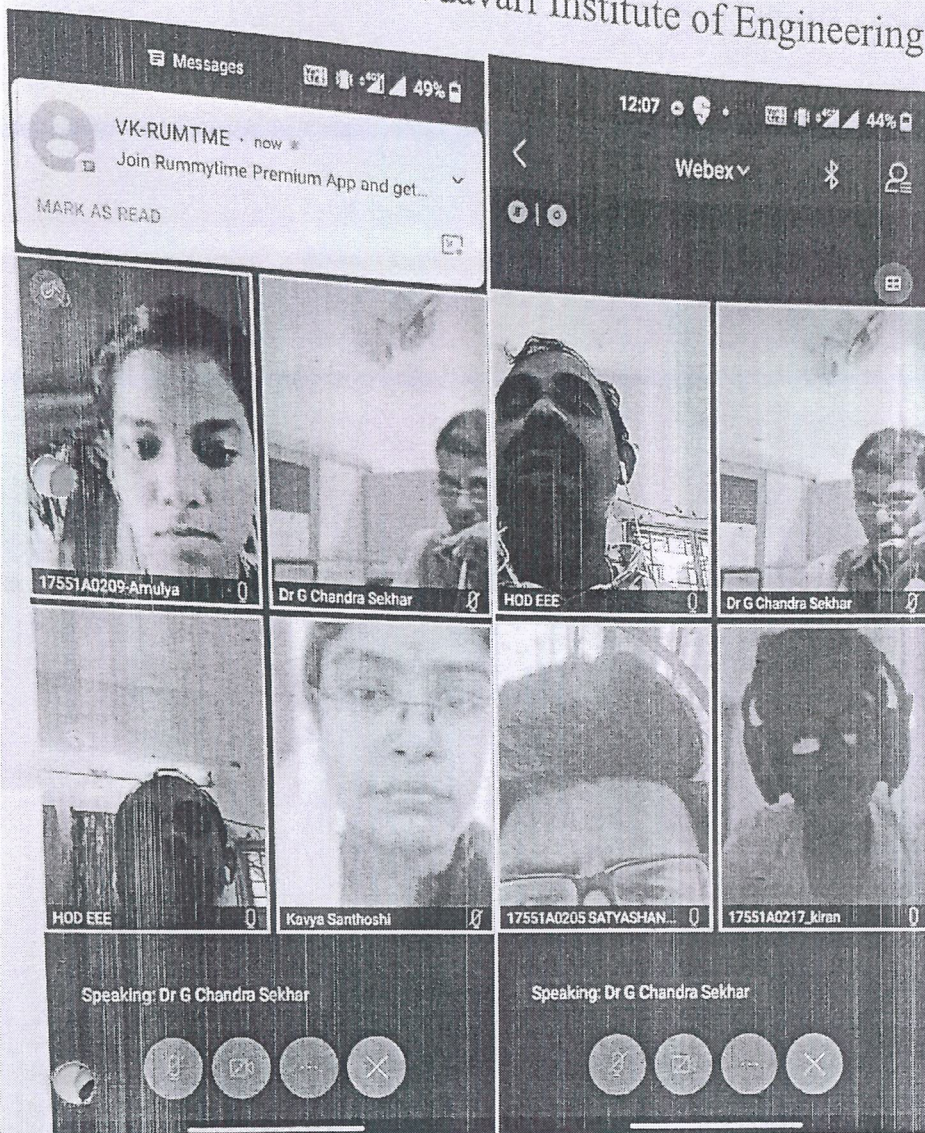 Institute of Engineering
Messages
49%
VK-RUMTME · now
Join Rummytime Premium App and get...
MARK AS READ
17551A0209-Amulya
Dr G Chandra Sekhar
HOD EEE
Kavya Santhoshi
Speaking: Dr G Chandra Sekhar
12:07
44%
Webex
HOD EEE
Dr G Chandra Sekhar
17551A0205 SATYASHAN...
17551A0217_kiran
Speaking: Dr G Chandra Sekhar